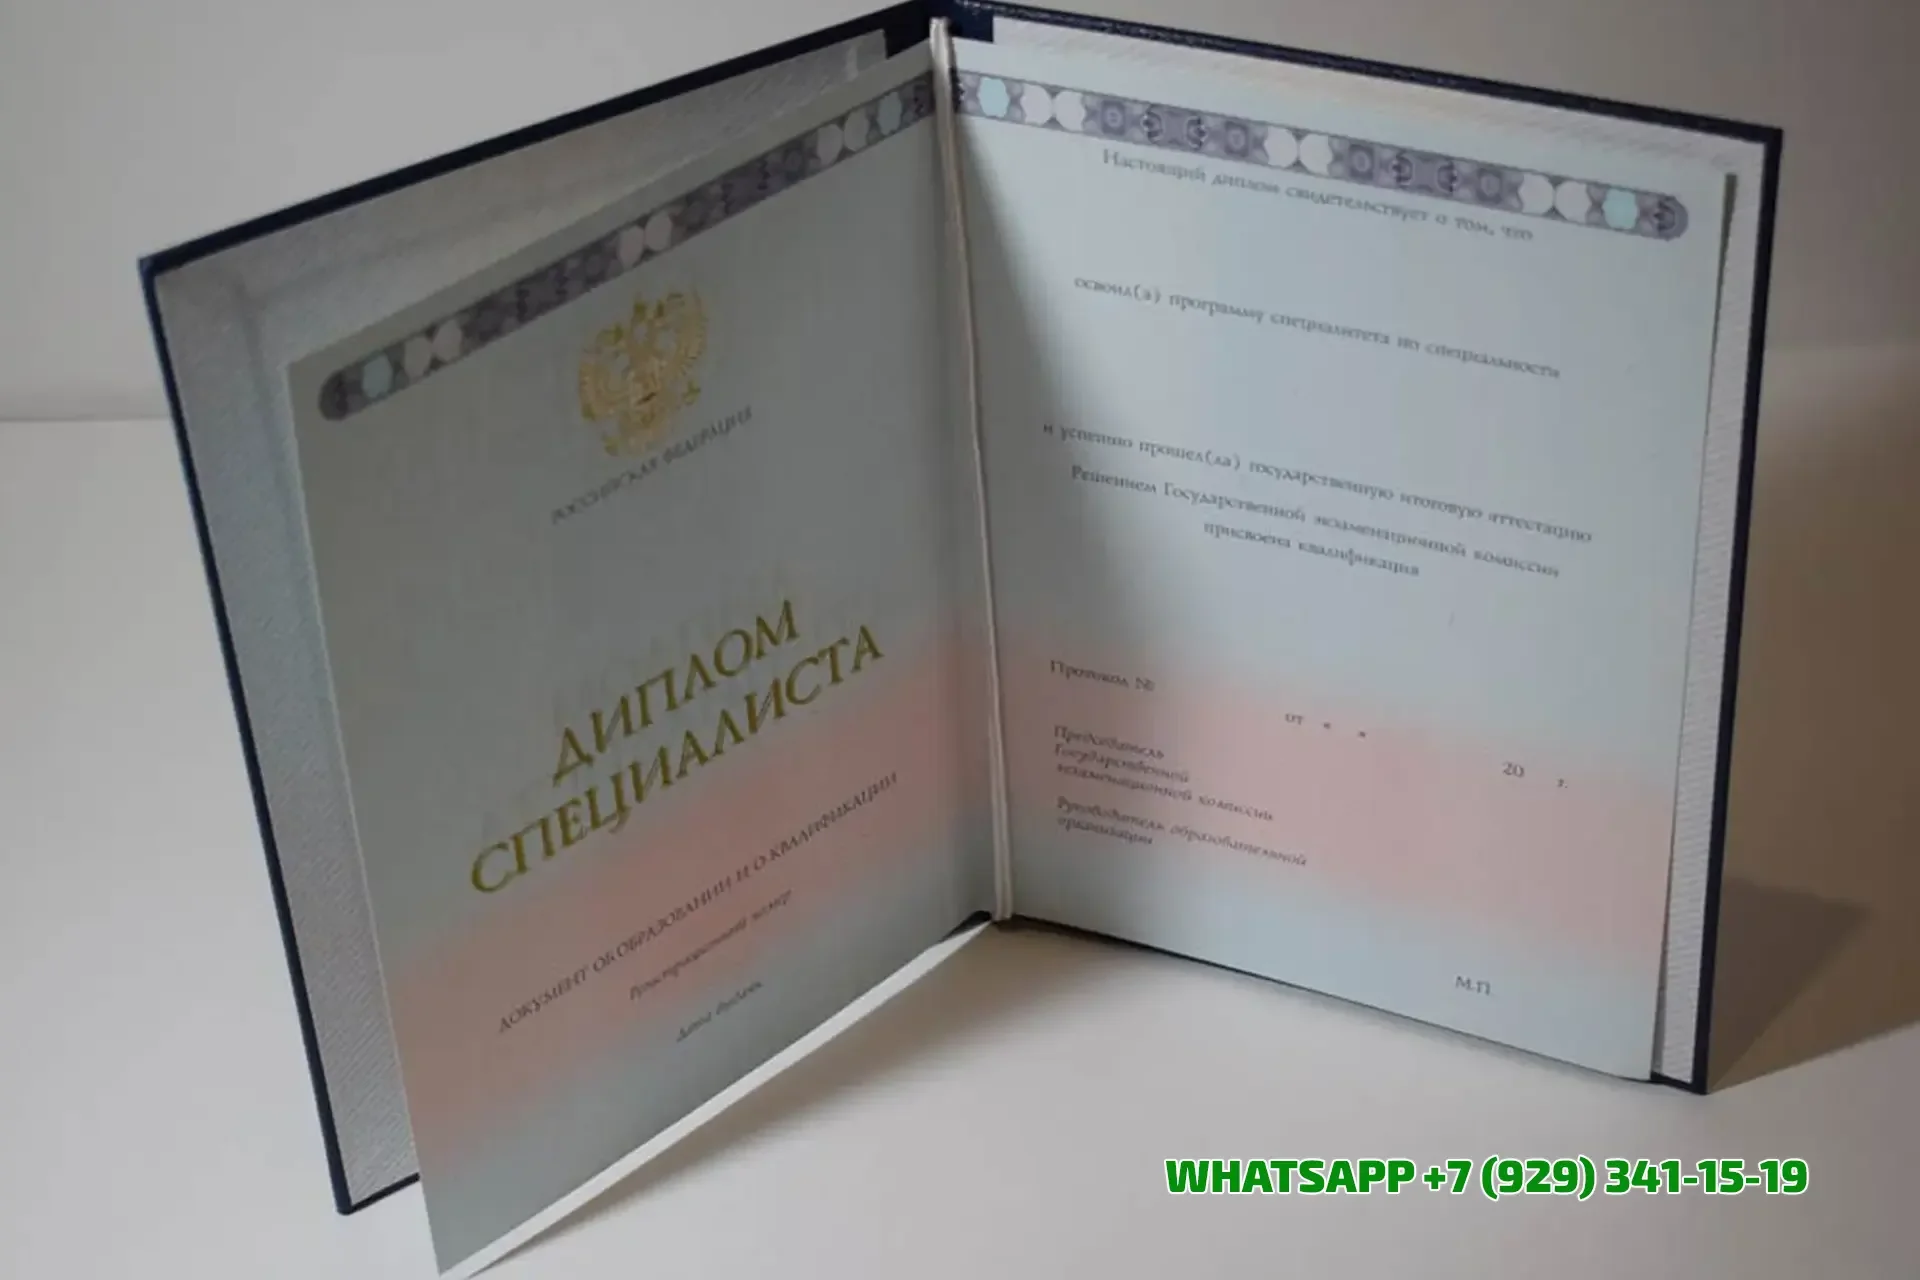 РОССИЙСКАЯ ФЕДЕРАЦИЯ
ДИПЛОМ
СПЕЦИАЛИСТА
ДОКУМЕНТ ОБ ОБРАЗОВАНИИ И О КВАЛИФИКАЦИИ
Регистрационный номер
Дата выдачи
Настоящий диплом свидетельствует о том, что
освоил(а) программу специалитета по специальности
и успешно прошел(ла) государственную итоговую аттестацию
Решением Государственной экзаменационной комиссии
присвоена квалификация
Протокол №
от « »
20 г.
Председатель
Государственной
экзаменационной комиссии
Руководитель образовательной
организации
М.П.
WHATSAPP +7 (929) 341-15-19